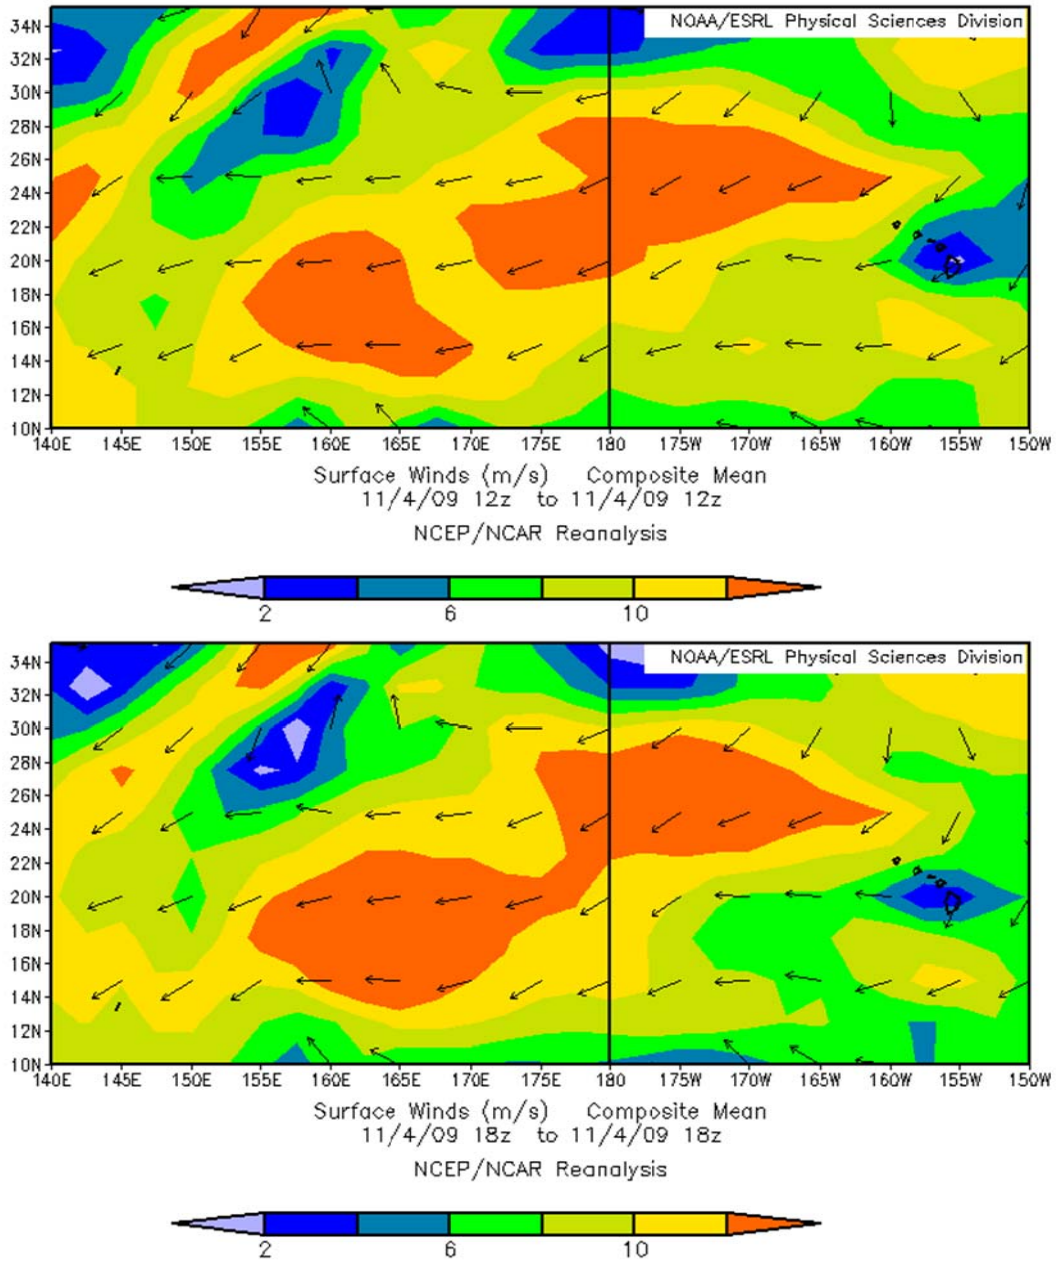 34N
NOAA/ESRL Physical Sciences Division
32N
30N
28N
26N
24N
22N
20N
18N
16N
14N
12N
10N
140E 145E 150E 155E 160E 165E 170E 175E 180 175W 170W 165W 160W 155W 150W
Surface Winds (m/s) Composite Mean
11/4/09 12z to 11/4/09 12z
NCEP/NCAR Reanalysis
2 6 10
34N
NOAA/ESRL Physical Sciences Division
32N
30N
28N
26N
24N
22N
20N
18N
16N
14N
12N
10N
140E 145E 150E 155E 160E 165E 170E 175E 180 175W 170W 165W 160W 155W 150W
Surface Winds (m/s) Composite Mean
11/4/09 18z to 11/4/09 18z
NCEP/NCAR Reanalysis
2 6 10